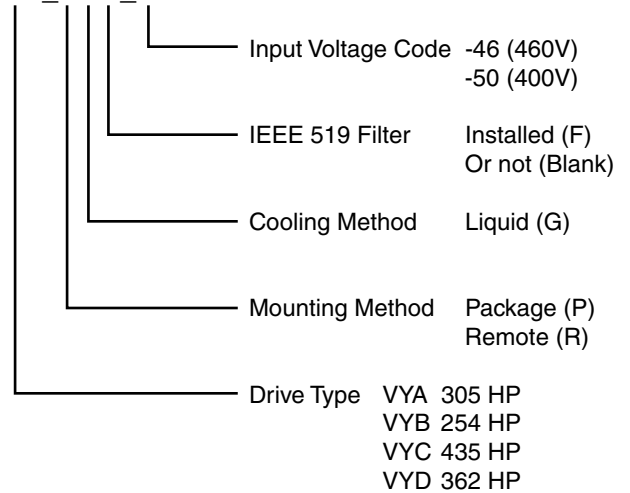 Input Voltage Code -46 (460V)
-50 (400V)
IEEE 519 Filter Installed (F)
Or not (Blank)
Cooling Method Liquid (G)
Mounting Method Package (P)
Remote (R)
Drive Type VYA 305 HP
VYB 254 HP
VYC 435 HP
VYD 362 HP